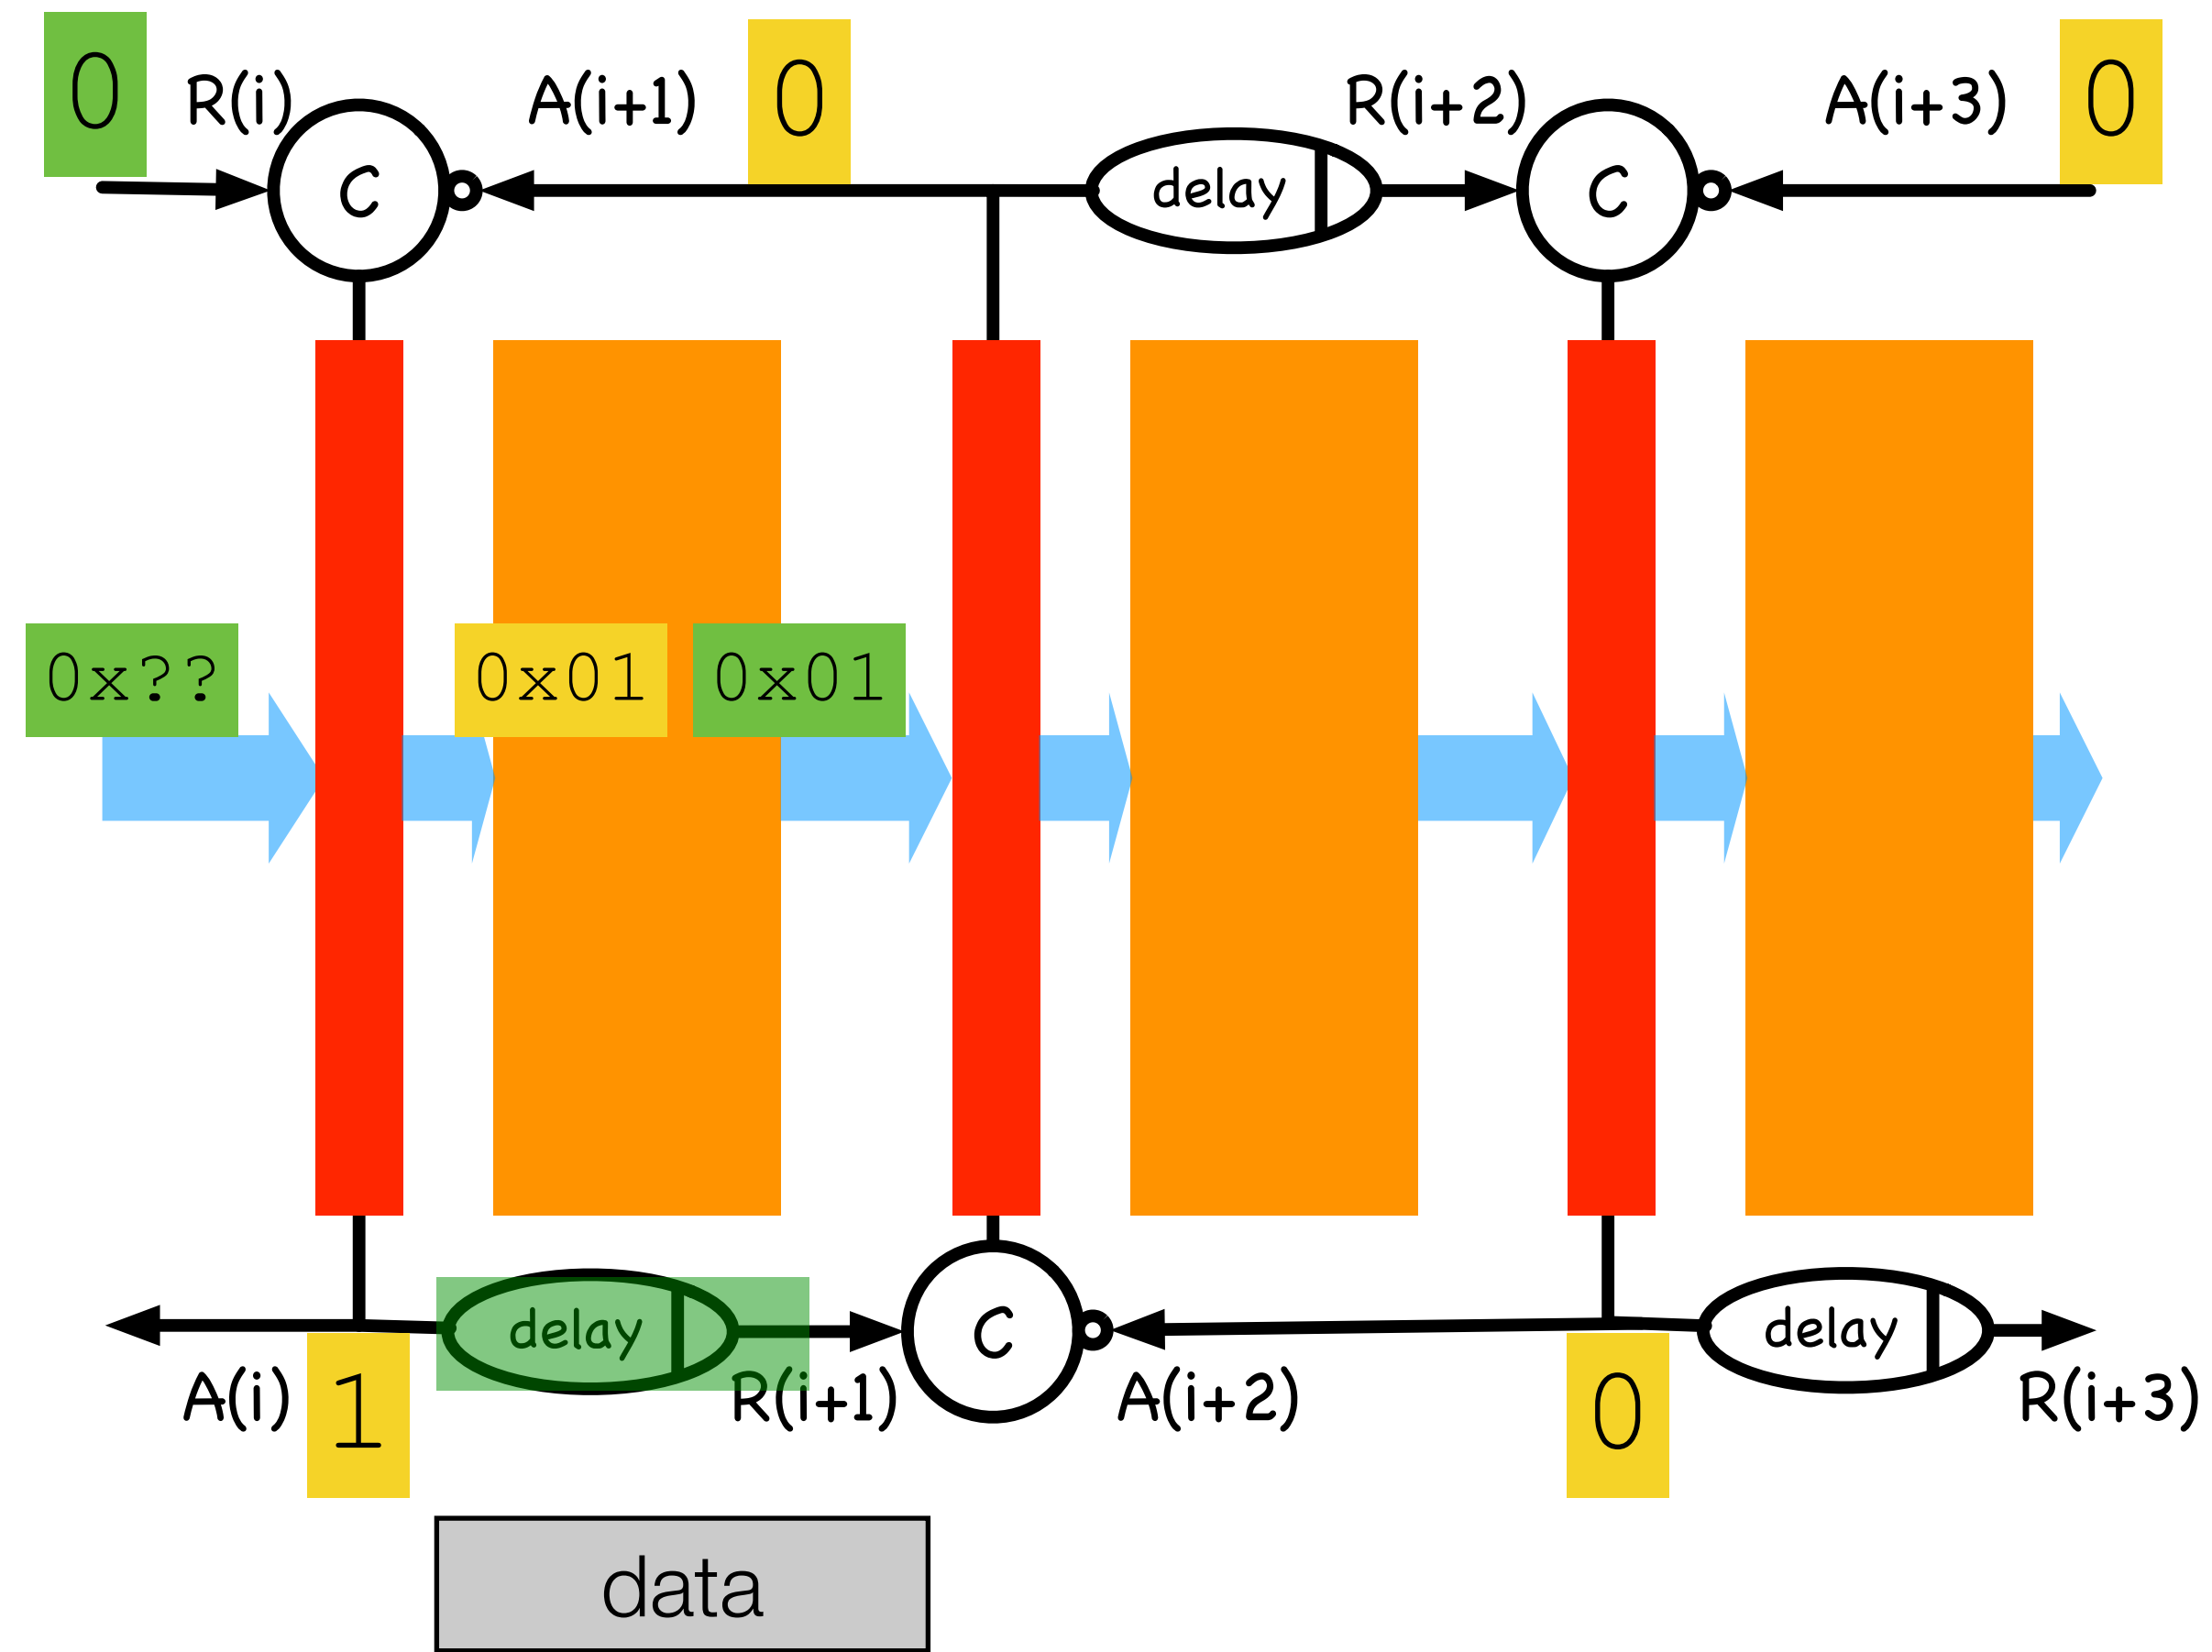 0
R(i)
A(i+1)
0
R(i+2)
A(i+3)
0
C
delay
C
0x??
0x01
0x01
delay
C
delay
A(i)
1
R(i+1)
A(i+2)
0
R(i+3)
data